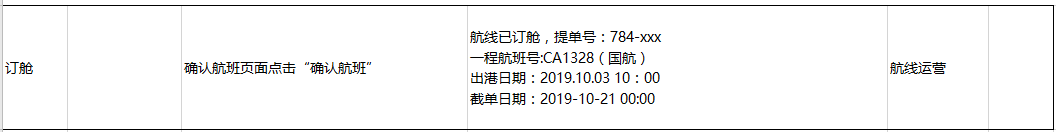 订舱
确认航班页面点击“确认航班”
航线已订舱，提单号：784-xxx
一程航班号:CA1328（国航）
出港日期：2019.10.03 10：00
截单日期：2019-10-21 00:00
航线运营